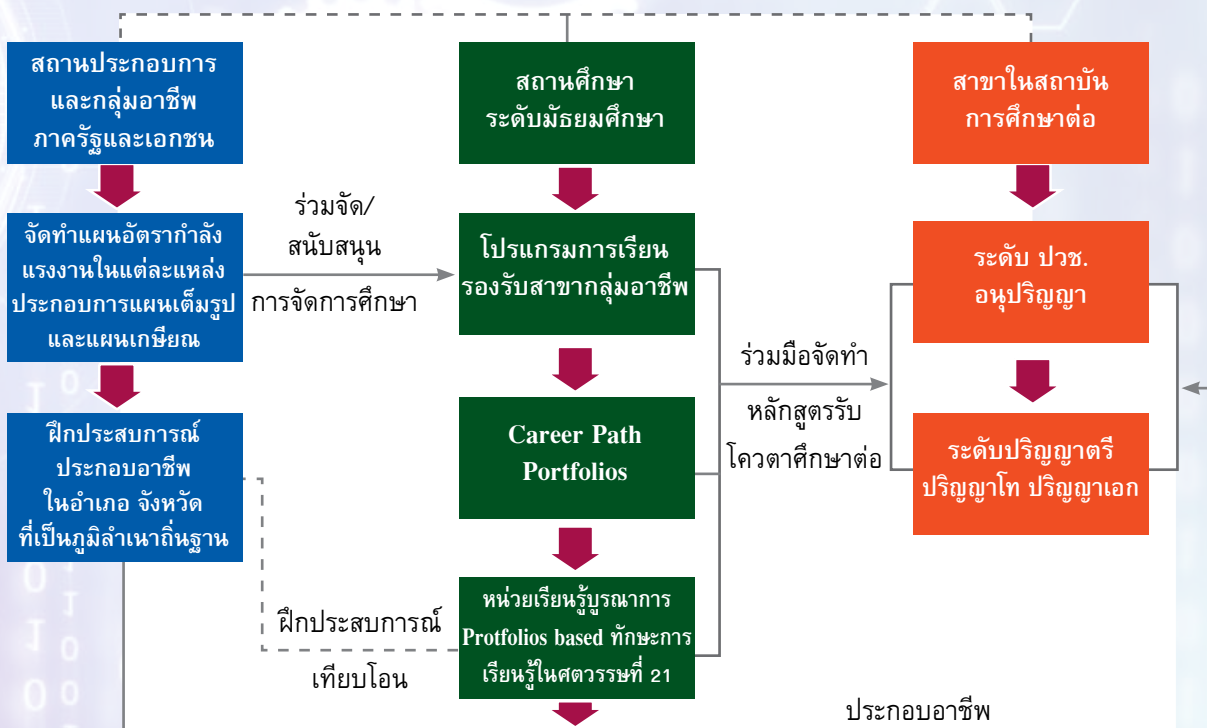 สถานประกอบการ
และกลุ่มอาชีพ
ภาครัฐและเอกชน
จัดทำแผนอัตรากำลัง
แรงงานในแต่ละแหล่ง
ประกอบการแผนเต็มรูป
และแผนเกษียณ
ฝึกประสบการณ์
ประกอบอาชีพ
ในอำเภอ จังหวัด
ที่เป็นภูมิลำเนาถิ่นฐาน
ร่วมจัด/
สนับสนุน
การจัดการศึกษา
ฝึกประสบการณ์
เทียบโอน
สถานศึกษา
ระดับมัธยมศึกษา
โปรแกรมการเรียน
รองรับสาขากลุ่มอาชีพ
Career Path
Portfolios
หน่วยเรียนรู้บูรณาการ
Protfolios based ทักษะการ
เรียนรู้ในศตวรรษที่ 21
ร่วมมือจัดทำ
หลักสูตรรับ
โควตาศึกษาต่อ
สาขาในสถาบัน
การศึกษาต่อ
ระดับ ปวช.
อนุปริญญา
ระดับปริญญาตรี
ปริญญาโท ปริญญาเอก
ประกอบอาชีพ